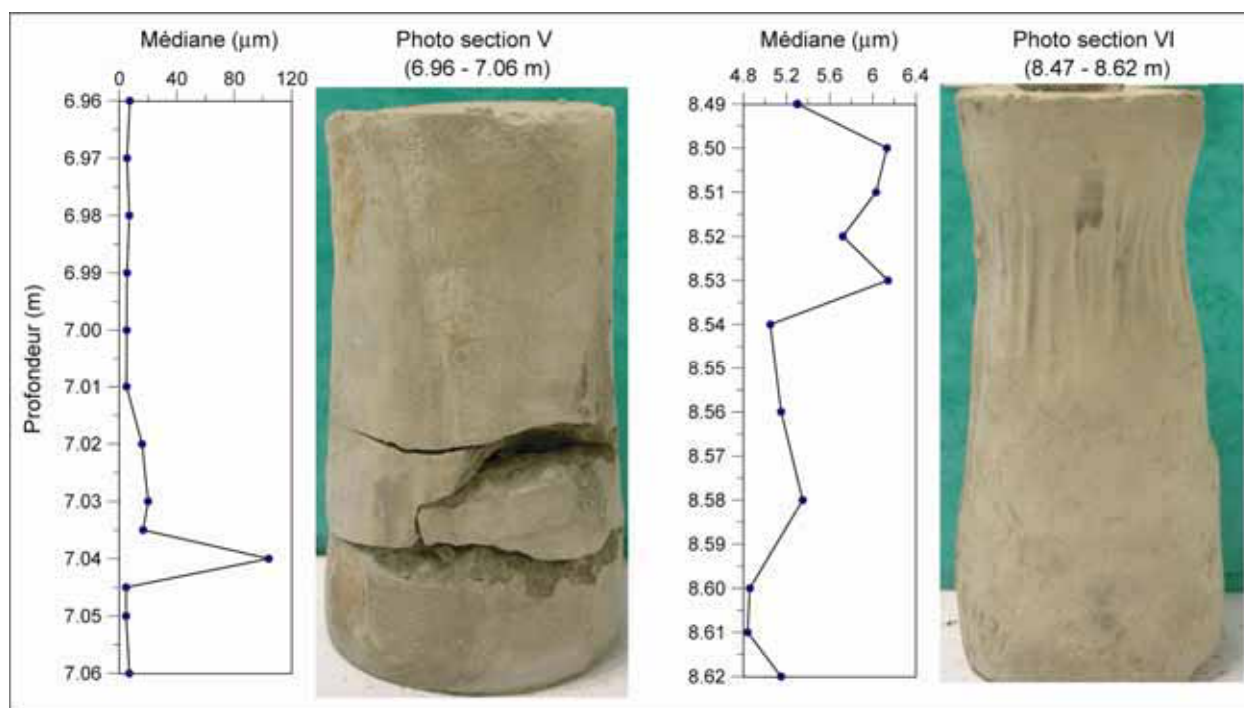 Médiane (µm)
0 40 80 120
Photo section V
(6.96 - 7.06 m)
Médiane (µm)
4.8 5.2 5.6 6 6.4
Photo section VI
(8.47 - 8.62 m)
Profondeur (m)
6.96
6.97
6.98
6.99
7.00
7.01
7.02
7.03
7.04
7.05
7.06
8.49
8.50
8.51
8.52
8.53
8.54
8.55
8.56
8.57
8.58
8.59
8.60
8.61
8.62